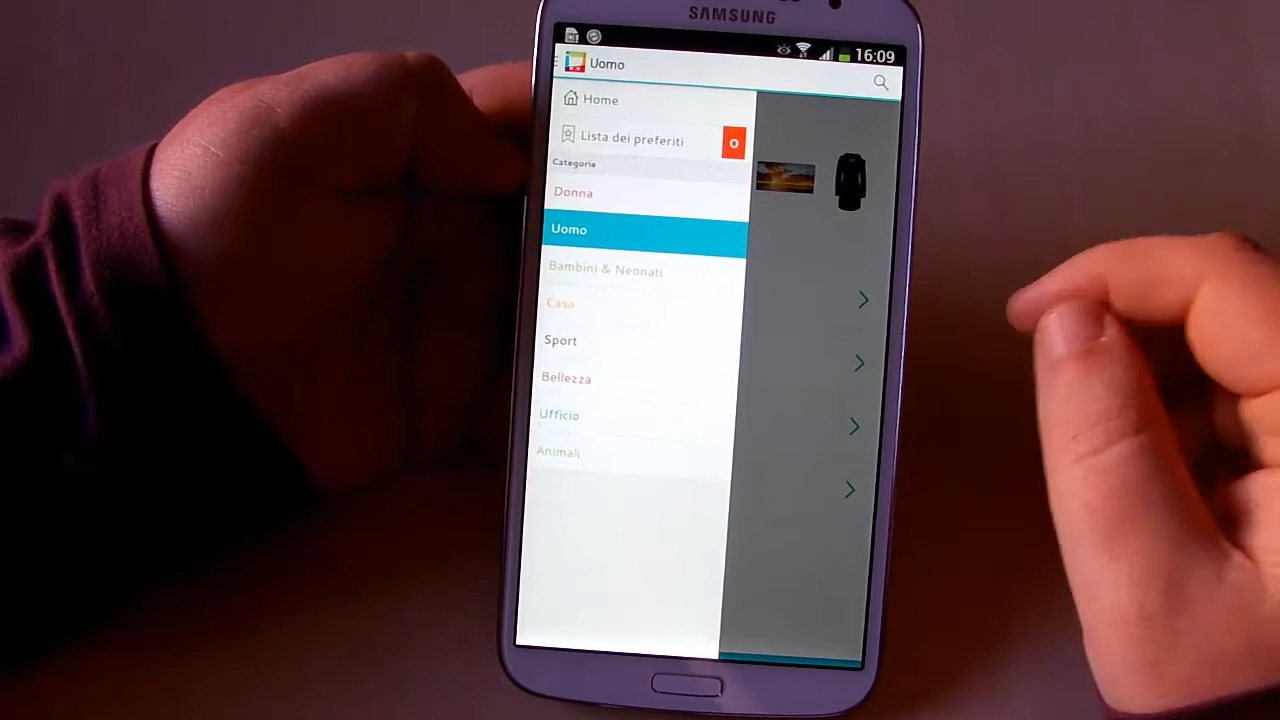 SAMSUNG
16:09
Uomo
Home
Lista dei preferiti 0
Categorie
Donna
Uomo
Bambini & Neonati
Casa
Sport
Bellezza
Ufficio
Animali